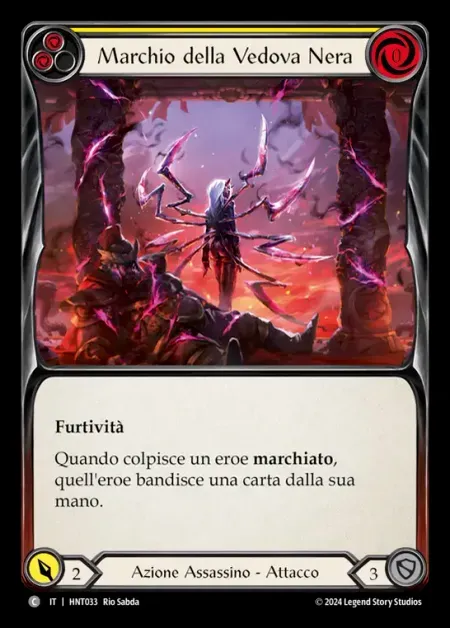 Marchio della Vedova Nera
0
Furtività
Quando colpisce un eroe marchiato,
quell'eroe bandisce una carta dalla sua
mano.
2
Azione Assassino - Attacco
3
C IT | HNT033 Rio Sabda
© 2024 Legend Story Studios